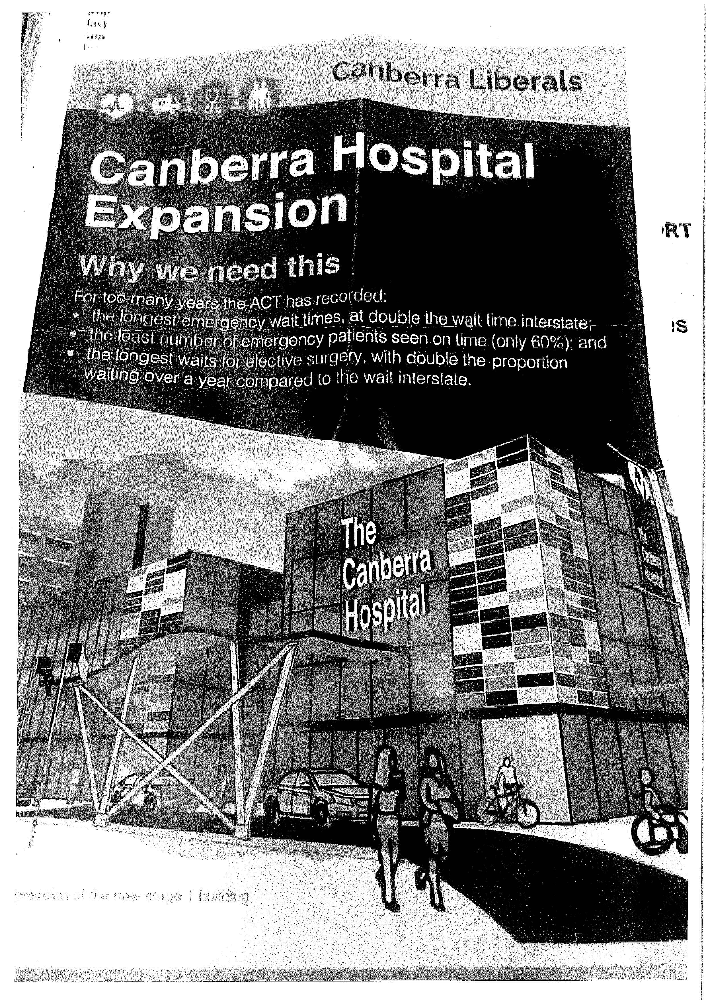 Canberra Liberals
Canberra Hospital
Expansion
Why we need this
For too many years the ACT has recorded:
• the longest emergency wait times, at double the wait time interstate;
• the least number of emergency patients seen on time (only 60%); and
• the longest waits for elective surgery, with double the proportion
waiting over a year compared to the wait interstate.
The
Canberra
Hospital
The
Canberra
Hospital
EMERGENCY
pression of the new stage 1 building
RT
IS